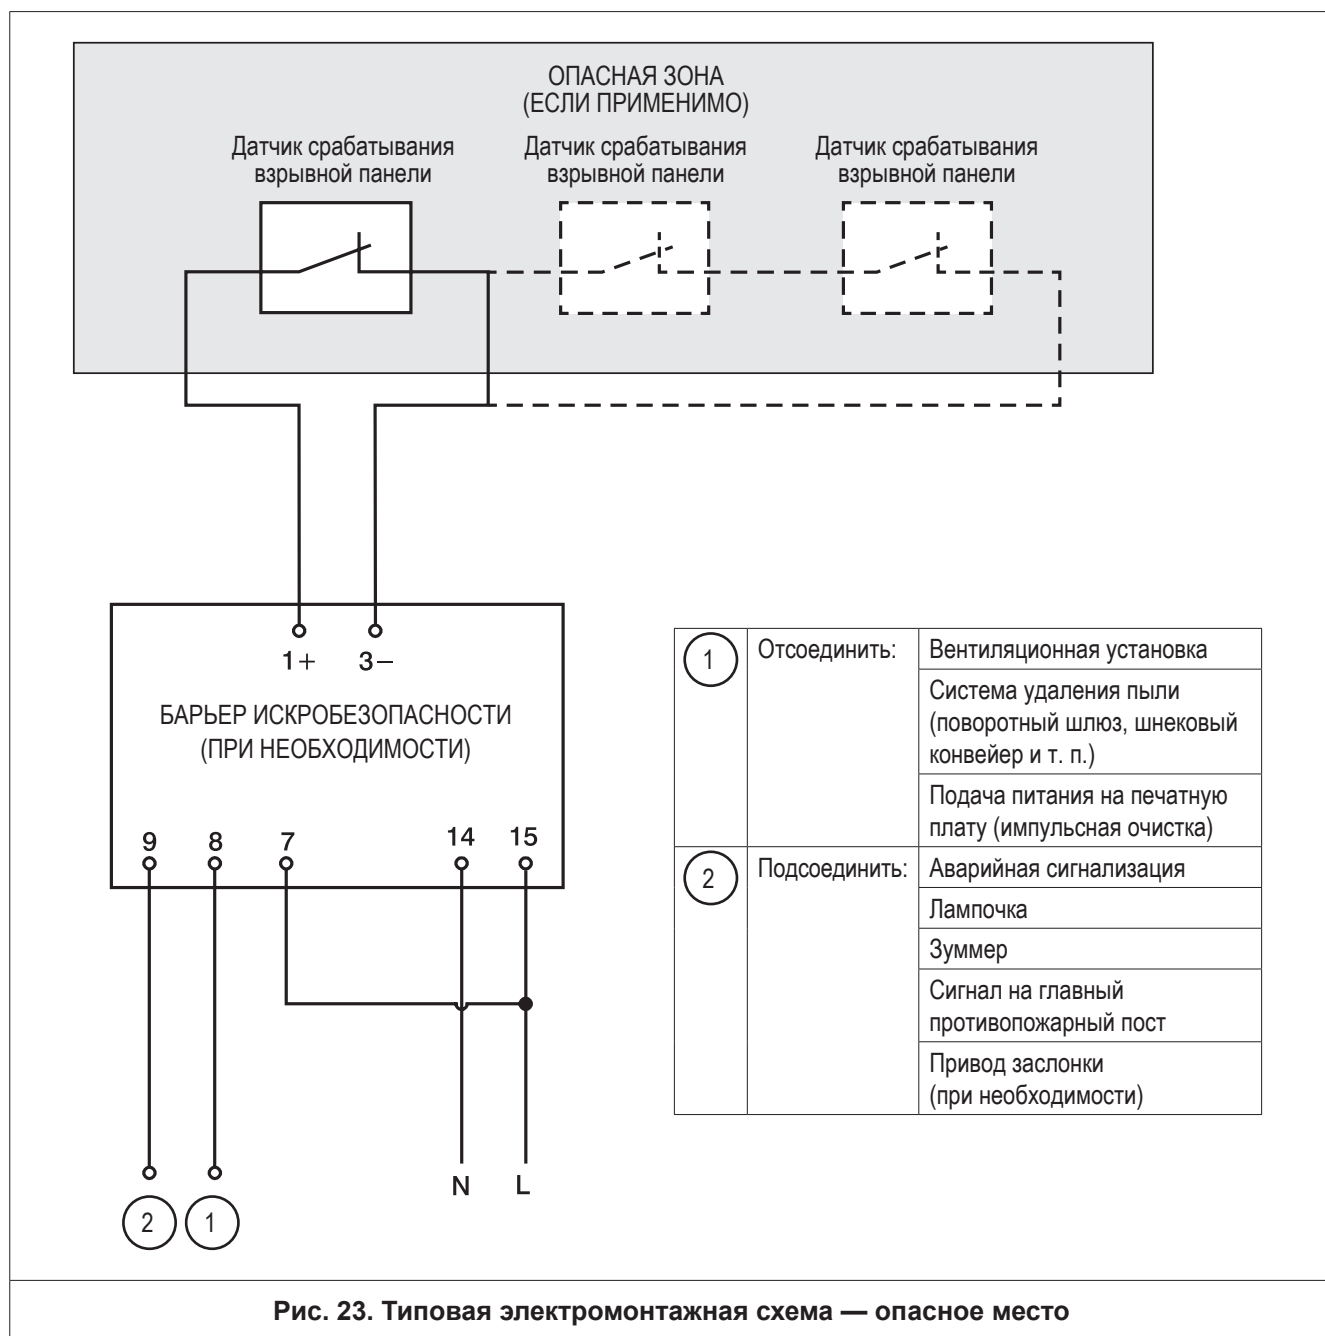 ОПАСНАЯ ЗОНА
(ЕСЛИ ПРИМЕНИМО)
Датчик срабатывания
взрывной панели
Датчик срабатывания
взрывной панели
Датчик срабатывания
взрывной панели
1+
3−
БАРЬЕР ИСКРОБЕЗОПАСНОСТИ
(ПРИ НЕОБХОДИМОСТИ)
9
8
7
14
15
N
L
2
1
1
Отсоединить:
Вентиляционная установка
Система удаления пыли
(поворотный шлюз, шнековый
конвейер и т. п.)
Подача питания на печатную
плату (импульсная очистка)
2
Подсоединить:
Аварийная сигнализация
Лампочка
Зуммер
Сигнал на главный
противопожарный пост
Привод заслонки
(при необходимости)
Рис. 23. Типовая электромонтажная схема — опасное место